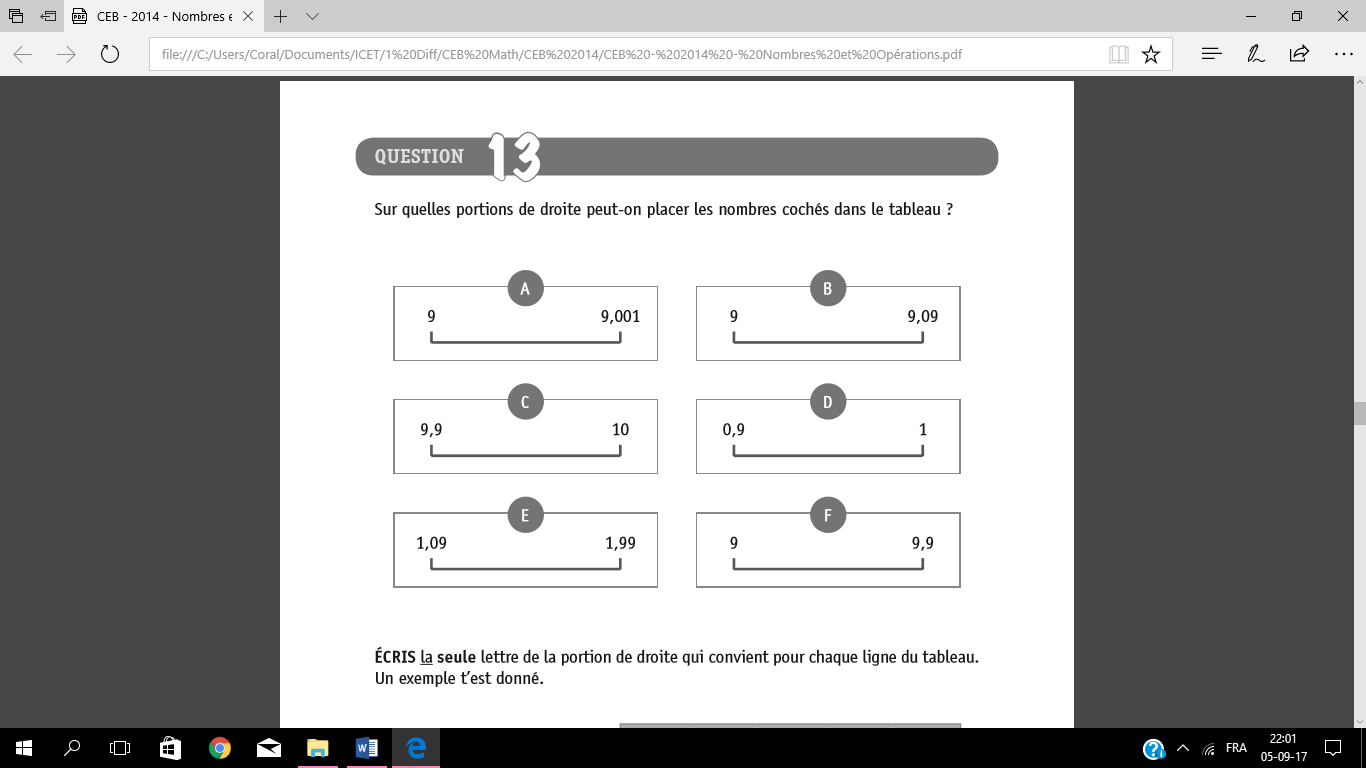 CEB - 2014 - Nombres e
file:///C:/Users/Coral/Documents/ICET/1%20Diff/CEB%20Math/CEB%202014/CEB%20-%202014%20-%20Nombres%20et%20Opérations.pdf
QUESTION 13
Sur quelles portions de droite peut-on placer les nombres cochés dans le tableau ?
A B
9 9,001 9 9,09
C D
9,9 10 0,9 1
E F
1,09 1,99 9 9,9
ÉCRIS la seule lettre de la portion de droite qui convient pour chaque ligne du tableau.
Un exemple t'est donné.
FRA
22:01
05-09-17